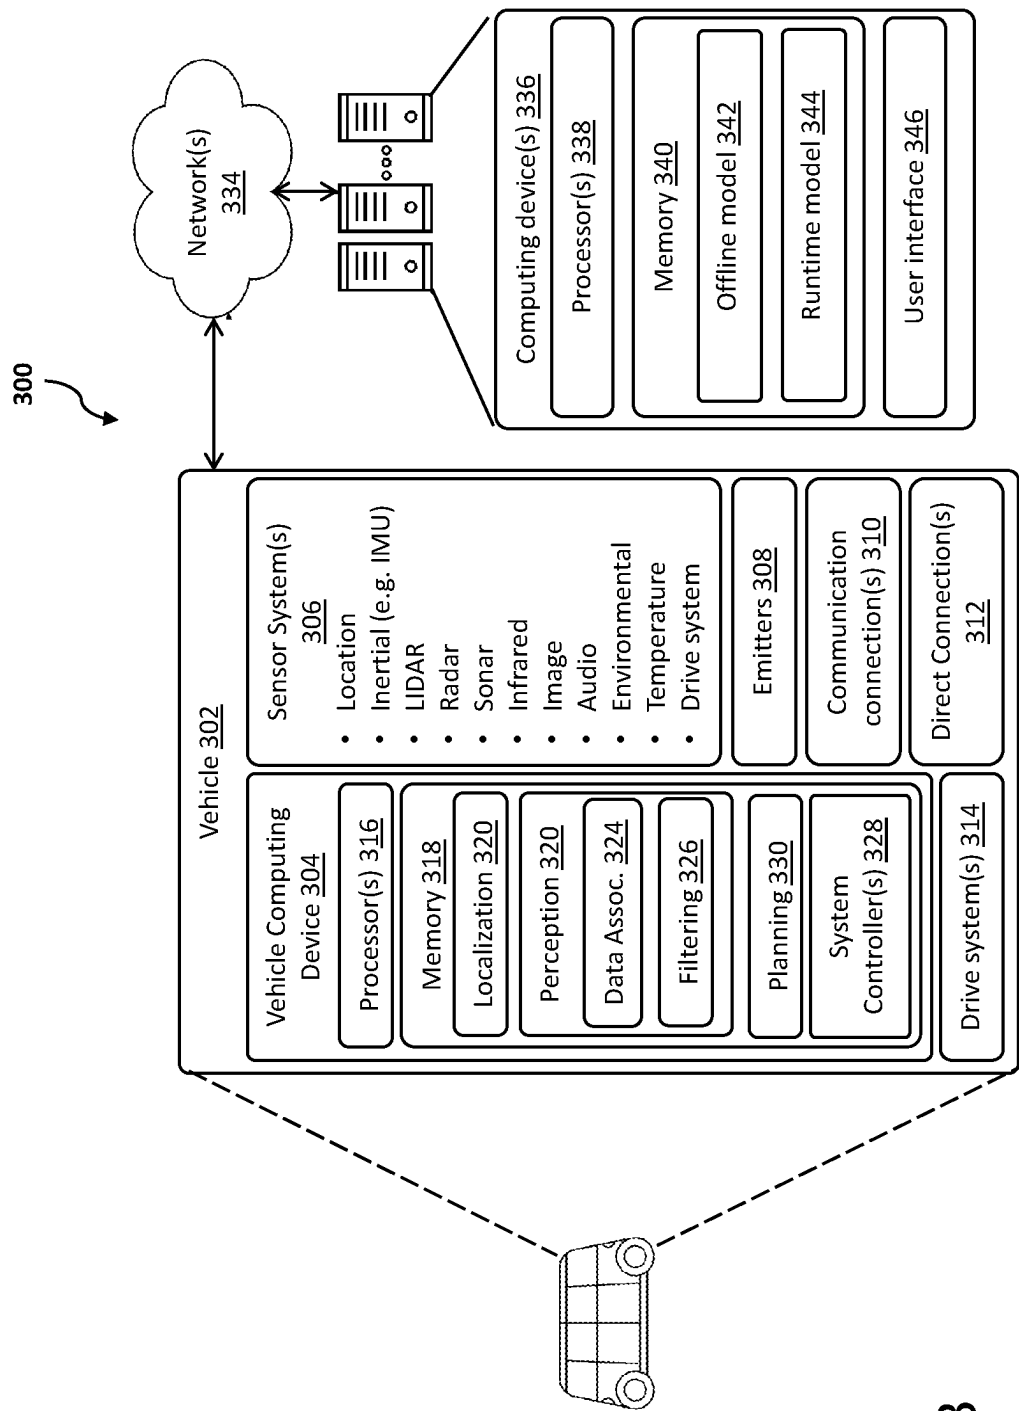 300
Vehicle 302
Vehicle Computing
Device 304
Processor(s) 316
Memory 318
Localization 320
Perception 320
Data Assoc. 324
Filtering 326
Planning 330
System
Controller(s) 328
Drive system(s) 314
Sensor System(s)
306
• Location
• Inertial (e.g. IMU)
• LIDAR
• Radar
• Sonar
• Infrared
• Image
• Audio
• Environmental
• Temperature
• Drive system
Emitters 308
Communication
connection(s) 310
Direct Connection(s)
312
Network(s)
334
Computing device(s) 336
Processor(s) 338
Memory 340
Offline model 342
Runtime model 344
User interface 346